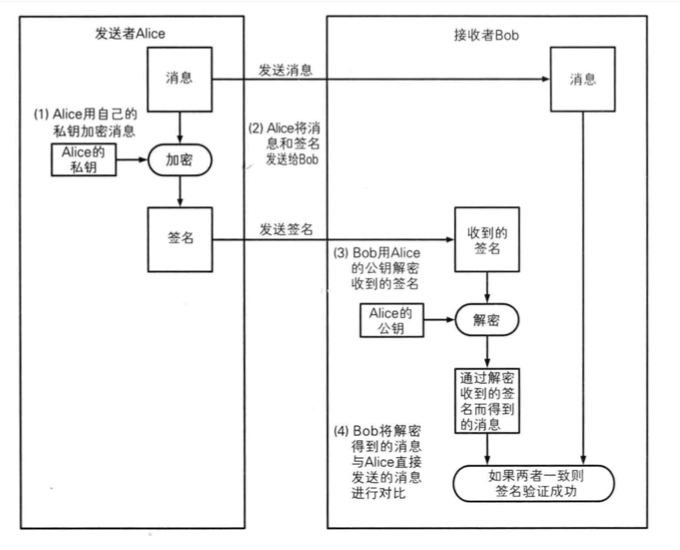 发送者Alice
接收者Bob
消息
发送消息
消息
(1) Alice用自己的
私钥加密消息
(2) Alice将消
息和签名
发送给Bob
Alice的
私钥
加密
签名
发送签名
收到的
签名
(3) Bob用Alice
的公钥解密
收到的签名
Alice的
公钥
解密
通过解密
收到的签
名而得到
的消息
(4) Bob将解密
得到的消息
与Alice直接
发送的消息
进行对比
如果两者一致则
签名验证成功